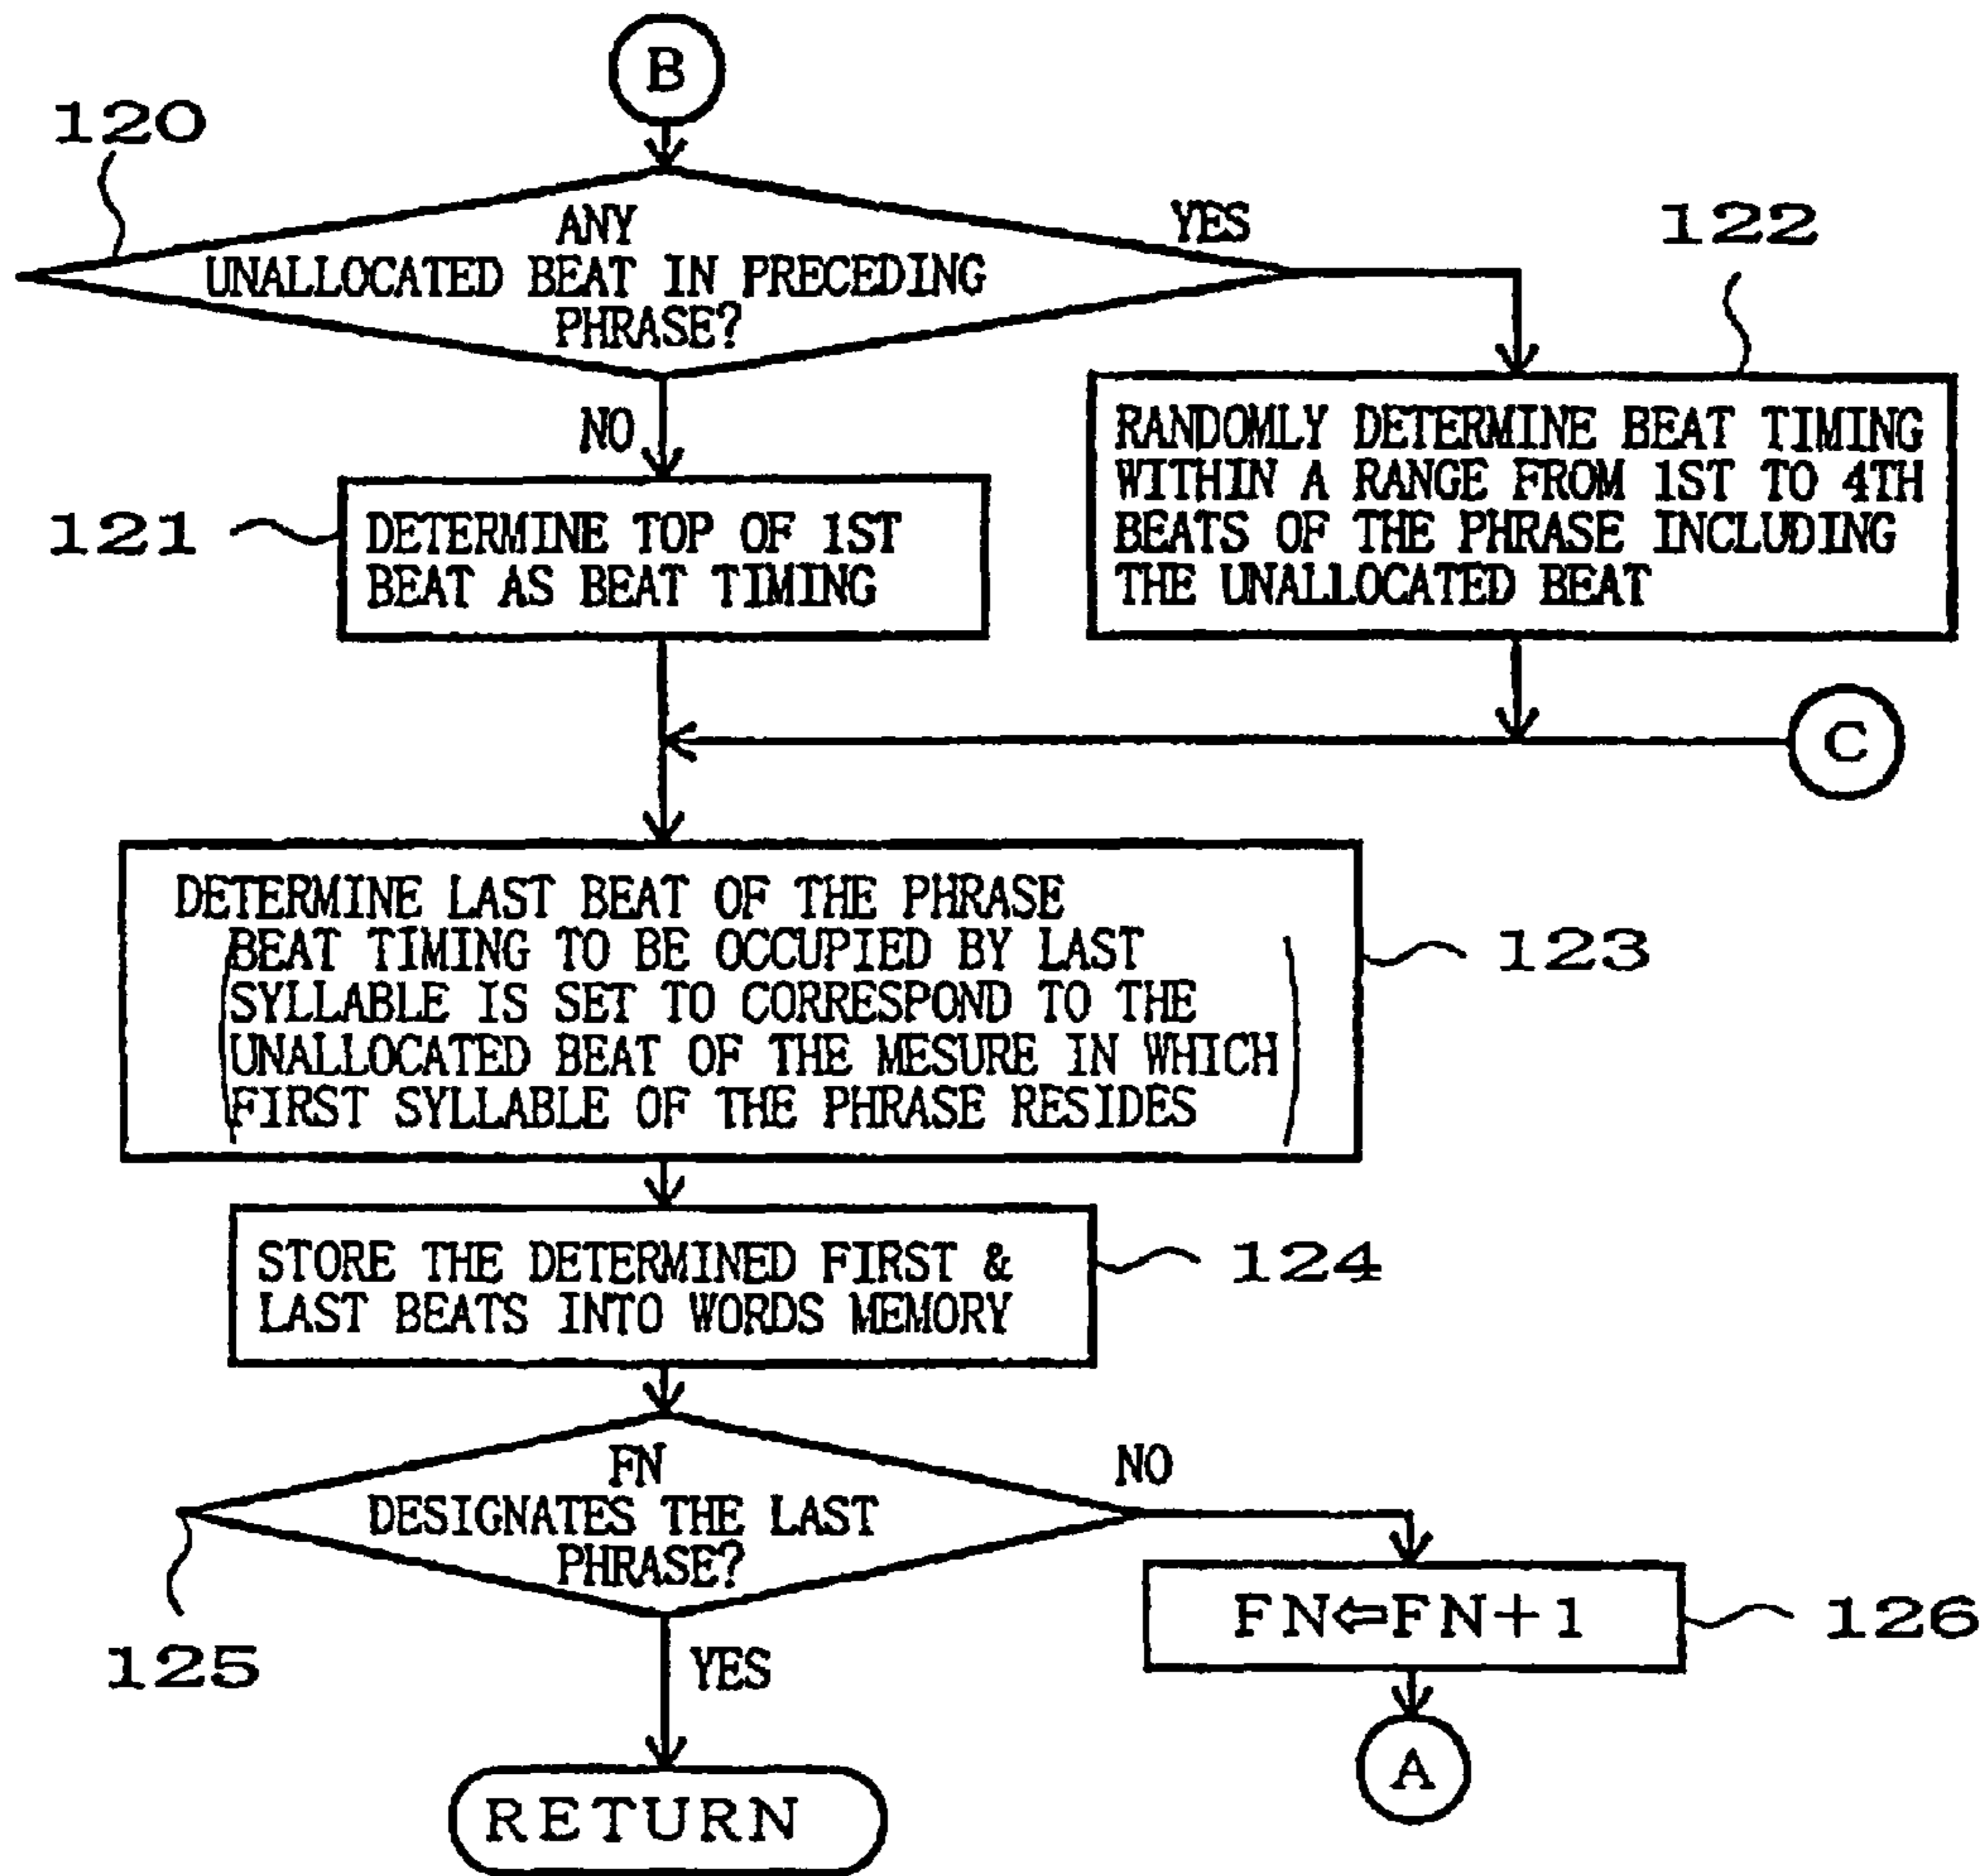 B
120
ANY
UNALLOCATED BEAT IN PRECEDING
PHRASE?
YES
NO
122
RANDOMLY DETERMINE BEAT TIMING
WITHIN A RANGE FROM 1ST TO 4TH
BEATS OF THE PHRASE INCLUDING
THE UNALLOCATED BEAT
121
DETERMINE TOP OF 1ST
BEAT AS BEAT TIMING
C
DETERMINE LAST BEAT OF THE PHRASE
(BEAT TIMING TO BE OCCUPIED BY LAST
SYLLABLE IS SET TO CORRESPOND TO THE
UNALLOCATED BEAT OF THE MESURE IN WHICH
FIRST SYLLABLE OF THE PHRASE RESIDES)
123
STORE THE DETERMINED FIRST &
LAST BEATS INTO WORDS MEMORY
124
FN
DESIGNATES THE LAST
PHRASE?
NO
125
YES
FN⇐FN+1
126
A
RETURN